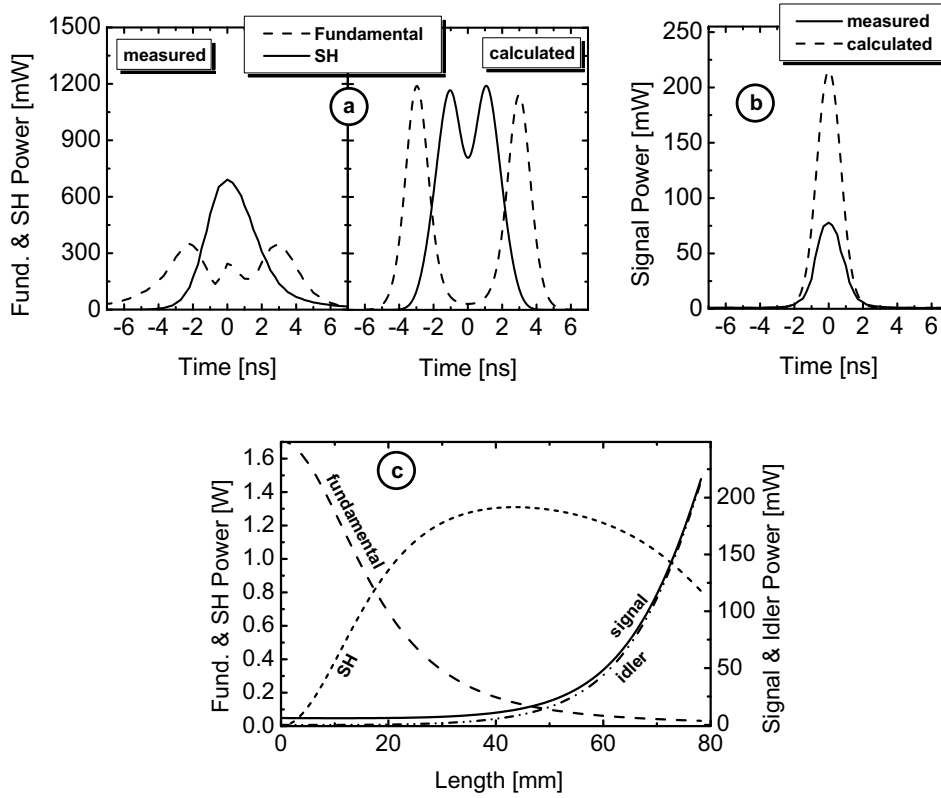 Fundamental
SH
measured
calculated
a
Fund. & SH Power [mW]
1500
1200
900
600
300
0
-6 -4 -2 0 2 4 6
-6 -4 -2 0 2 4 6
Time [ns]
Time [ns]
measured
calculated
b
Signal Power [mW]
250
200
150
100
50
0
-6 -4 -2 0 2 4 6
Time [ns]
c
Fund. & SH Power [W]
1.6
1.4
1.2
1.0
0.8
0.6
0.4
0.2
0.0
fundamental
SH
signal
idler
200
150
100
50
0
Signal & Idler Power [mW]
0 20 40 60 80
Length [mm]